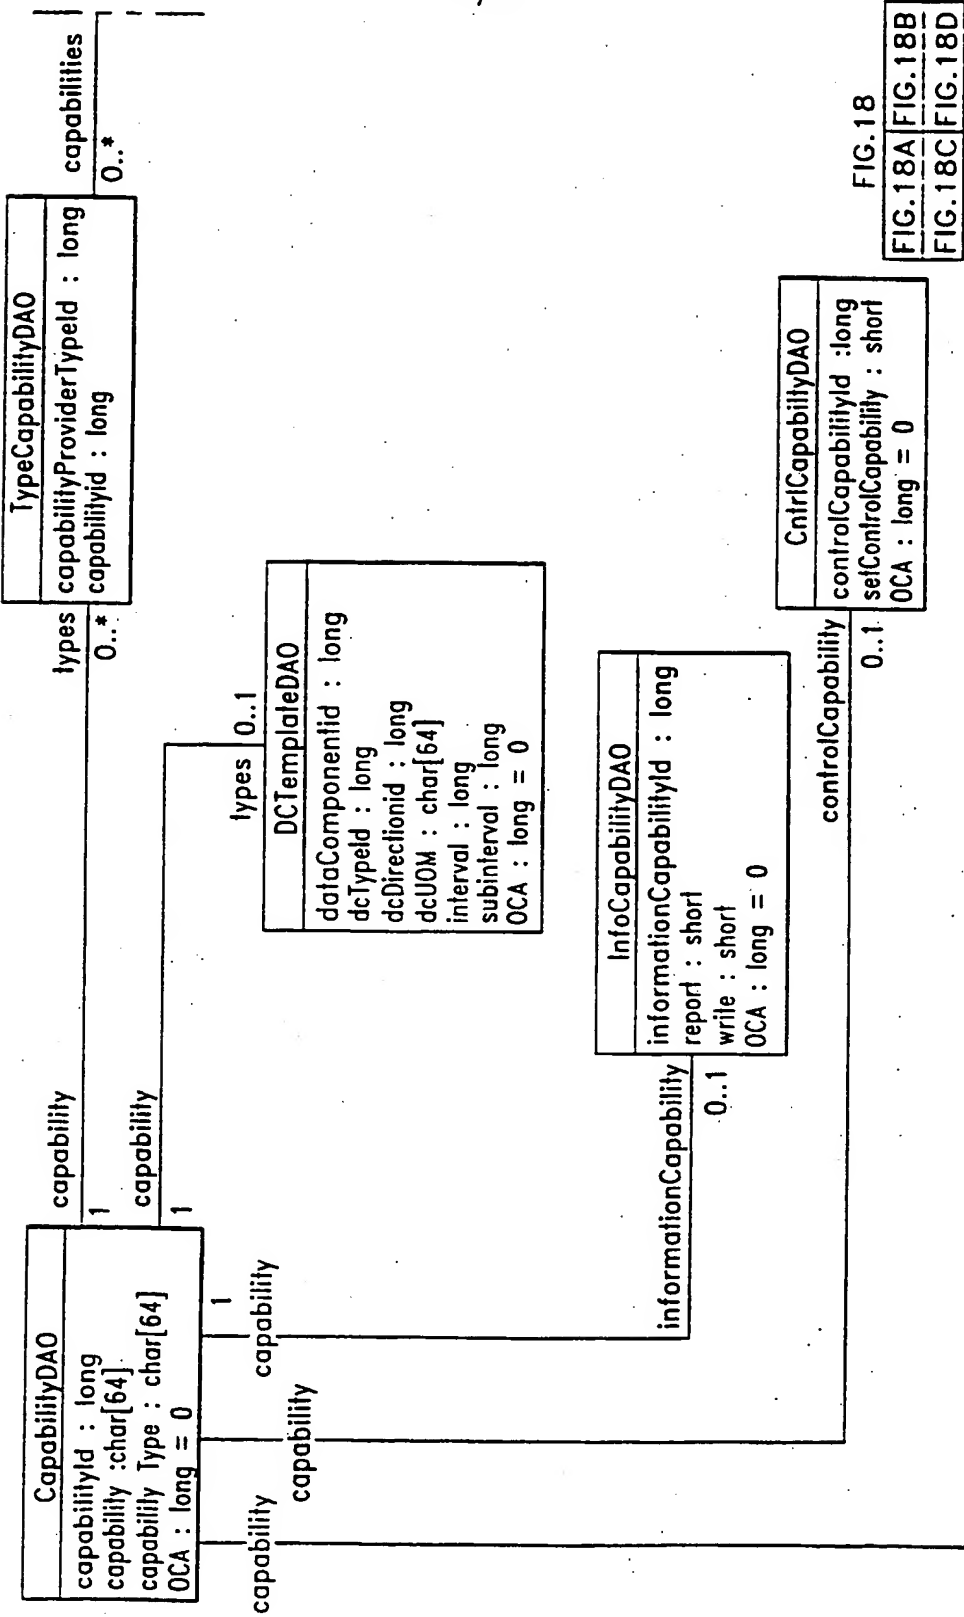 CapabilityDAO
capabilityId : long
capability :char[64]
capability Type : char[64]
OCA : long = 0
capability
1
capability
1
1
capability
capability
capability
types
0..*
TypeCapabilityDAO
capabilityProviderTypeId : long
capabilityid : long
capabilities
0..*
types
0..1
DCTemplateDAO
dataComponentid : long
dcTypeId : long
dcDirectionid : long
dcUOM : char[64]
interval : long
subinterval : long
OCA : long = 0
informationCapability
0..1
InfoCapabilityDAO
informationCapabilityId : long
report : short
write : short
OCA : long = 0
controlCapability
0..1
CntrlCapabiltyDAO
controlCapabilityId :long
setControlCapability : short
OCA : long = 0
FIG.18
FIG.18A FIG.18B
FIG.18C FIG.18D